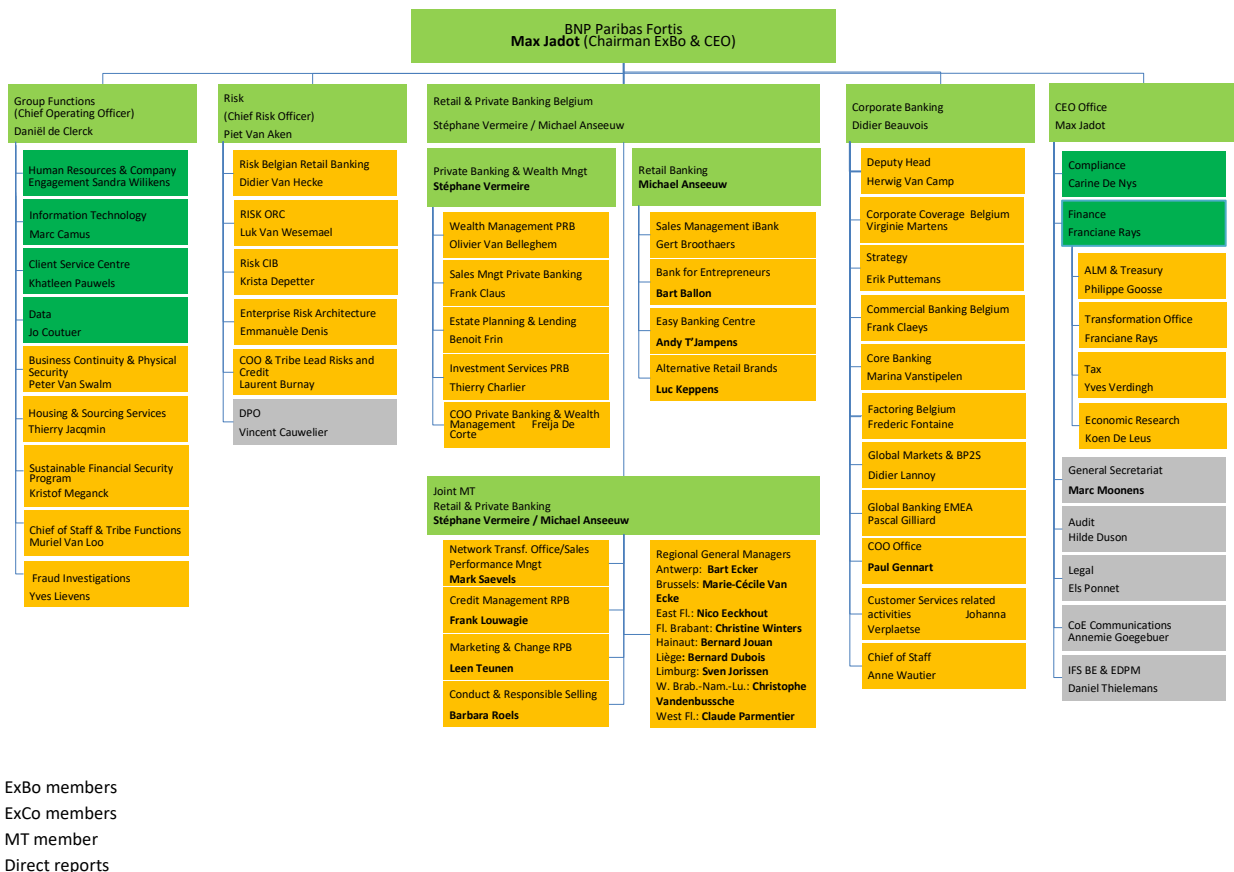 BNP Paribas Fortis
Max Jadot (Chairman ExBo & CEO)
Group Functions
(Chief Operating Officer)
Daniël de Clerck
Human Resources & Company
Engagement Sandra Wilikens
Information Technology
Marc Camus
Client Service Centre
Khatleen Pauwels
Data
Jo Coutuer
Business Continuity & Physical
Security
Peter Van Swalm
Housing & Sourcing Services
Thierry Jacqmin
Sustainable Financial Security
Program
Kristof Meganck
Chief of Staff & Tribe Functions
Muriel Van Loo
Fraud Investigations
Yves Lievens
Risk
(Chief Risk Officer)
Piet Van Aken
Risk Belgian Retail Banking
Didier Van Hecke
RISK ORC
Luk Van Wesemael
Risk CIB
Krista Depetter
Enterprise Risk Architecture
Emmanuèle Denis
COO & Tribe Lead Risks and
Credit
Laurent Burnay
DPO
Vincent Cauwelier
Retail & Private Banking Belgium
Stéphane Vermeire / Michael Anseeuw
Private Banking & Wealth Mngt
Stéphane Vermeire
Wealth Management PRB
Olivier Van Belleghem
Sales Mngt Private Banking
Frank Claus
Estate Planning & Lending
Benoit Frin
Investment Services PRB
Thierry Charlier
COO Private Banking & Wealth
Management Freija De
Corte
Retail Banking
Michael Anseeuw
Sales Management iBank
Gert Broothaers
Bank for Entrepreneurs
Bart Ballon
Easy Banking Centre
Andy T'Jampens
Alternative Retail Brands
Luc Keppens
Joint MT
Retail & Private Banking
Stéphane Vermeire / Michael Anseeuw
Network Transf. Office/Sales
Performance Mngt
Mark Saevels
Credit Management RPB
Frank Louwagie
Marketing & Change RPB
Leen Teunen
Conduct & Responsible Selling
Barbara Roels
Regional General Managers
Antwerp: Bart Ecker
Brussels: Marie-Cécile Van
Ecke
East Fl.: Nico Eeckhout
Fl. Brabant: Christine Winters
Hainaut: Bernard Jouan
Liège: Bernard Dubois
Limburg: Sven Jorissen
W. Brab.-Nam.-Lu.: Christophe
Vandenbussche
West Fl.: Claude Parmentier
Corporate Banking
Didier Beauvois
Deputy Head
Herwig Van Camp
Corporate Coverage Belgium
Virginie Martens
Strategy
Erik Puttemans
Commercial Banking Belgium
Frank Claeys
Core Banking
Marina Vanstipelen
Factoring Belgium
Frederic Fontaine
Global Markets & BP2S
Didier Lannoy
Global Banking EMEA
Pascal Gilliard
COO Office
Paul Gennart
Customer Services related
activities Johanna
Verplaetse
Chief of Staff
Anne Wautier
CEO Office
Max Jadot
Compliance
Carine De Nys
Finance
Franciane Rays
ALM & Treasury
Philippe Goosse
Transformation Office
Franciane Rays
Tax
Yves Verdingh
Economic Research
Koen De Leus
General Secretariat
Marc Moonens
Audit
Hilde Duson
Legal
Els Ponnet
CoE Communications
Annemie Goegebuer
IFS BE & EDPM
Daniel Thielemans
ExBo members
ExCo members
MT member
Direct reports